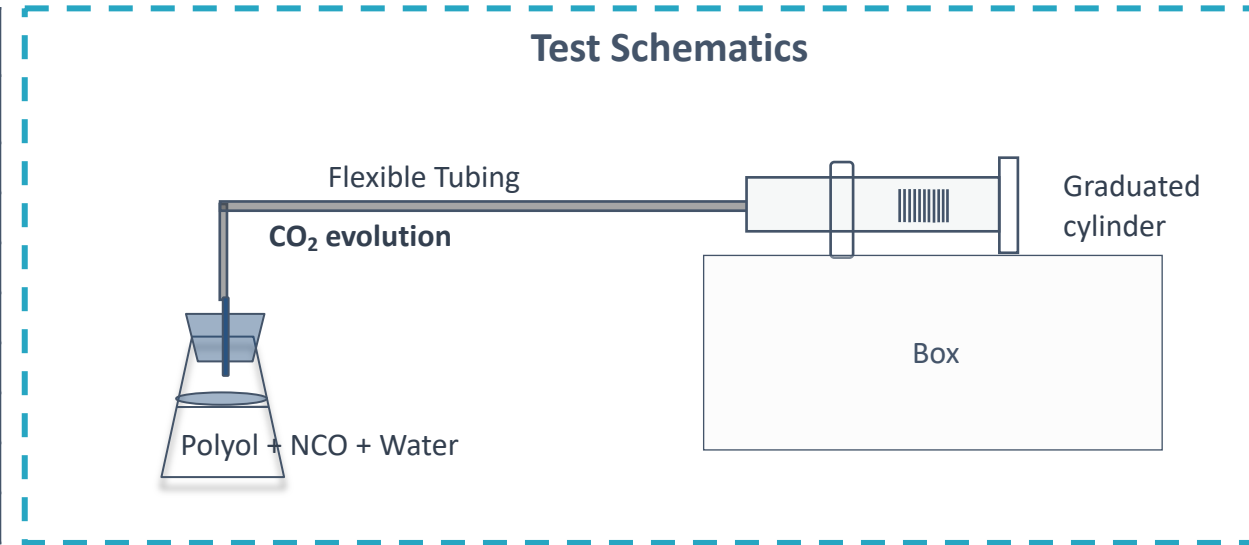 Test Schematics
Flexible Tubing
CO₂ evolution
Graduated
cylinder
Box
Polyol + NCO + Water